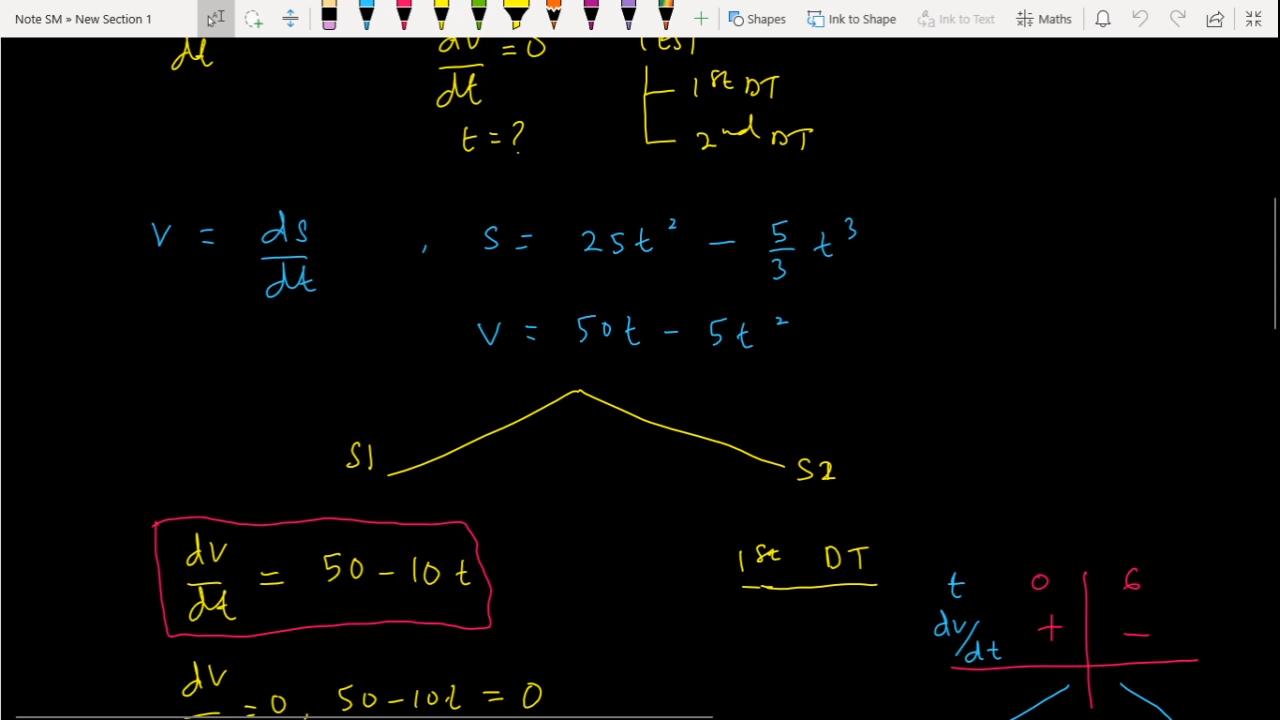 Note SM » New Section 1
Shapes
Ink to Shape
Ink to Text
Maths
dt
dv/dt = 0
TEST
1st DT
t = ?
2nd DT
v = ds/dt , s = 25t² − 5/3 t³
v = 50t − 5t²
S1
S2
dv/dt = 50 − 10t
1st DT
t 0 6
dv/dt + −
dv = 0, 50 − 10t = 0